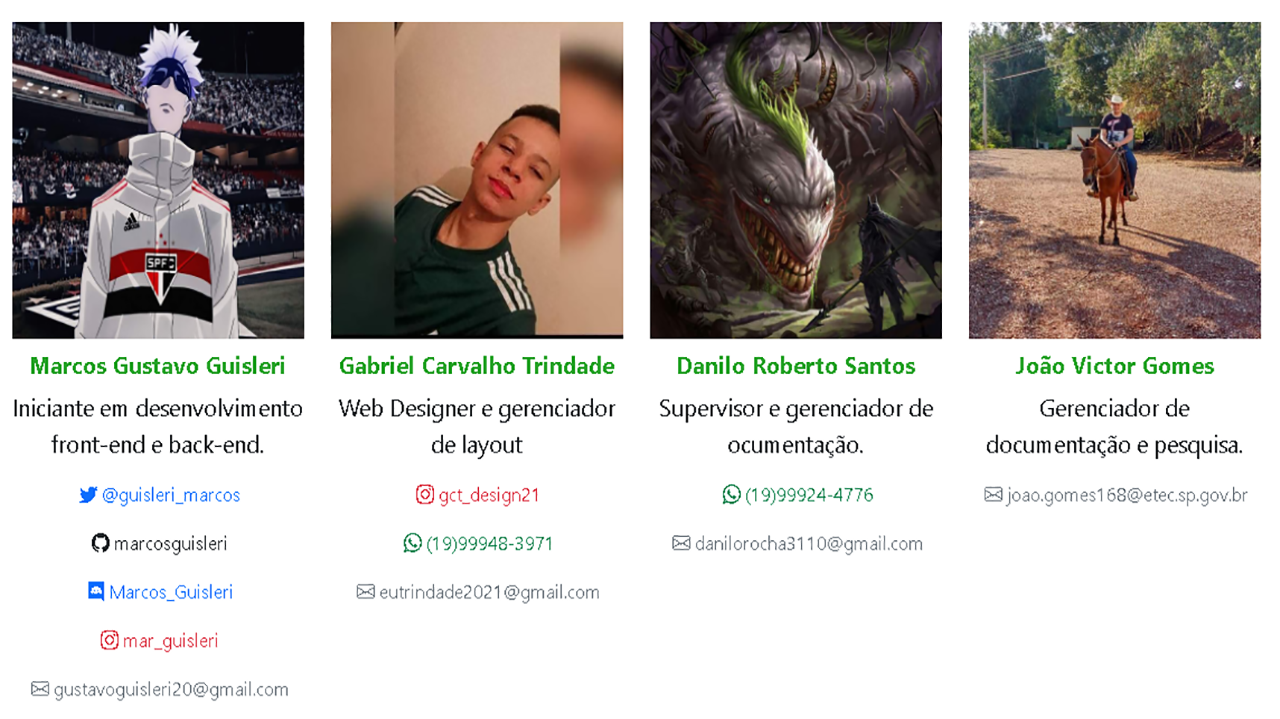 adidas
SPFC
Marcos Gustavo Guisleri
Iniciante em desenvolvimento
front-end e back-end.
@guisleri_marcos
marcosguisleri
Marcos_Guisleri
mar_guisleri
gustavoguisleri20@gmail.com
Gabriel Carvalho Trindade
Web Designer e gerenciador
de layout
gct_design21
(19)99948-3971
eutrindade2021@gmail.com
Danilo Roberto Santos
Supervisor e gerenciador de
ocumentação.
(19)99924-4776
danilorocha3110@gmail.com
João Victor Gomes
Gerenciador de
documentação e pesquisa.
joao.gomes168@etec.sp.gov.br